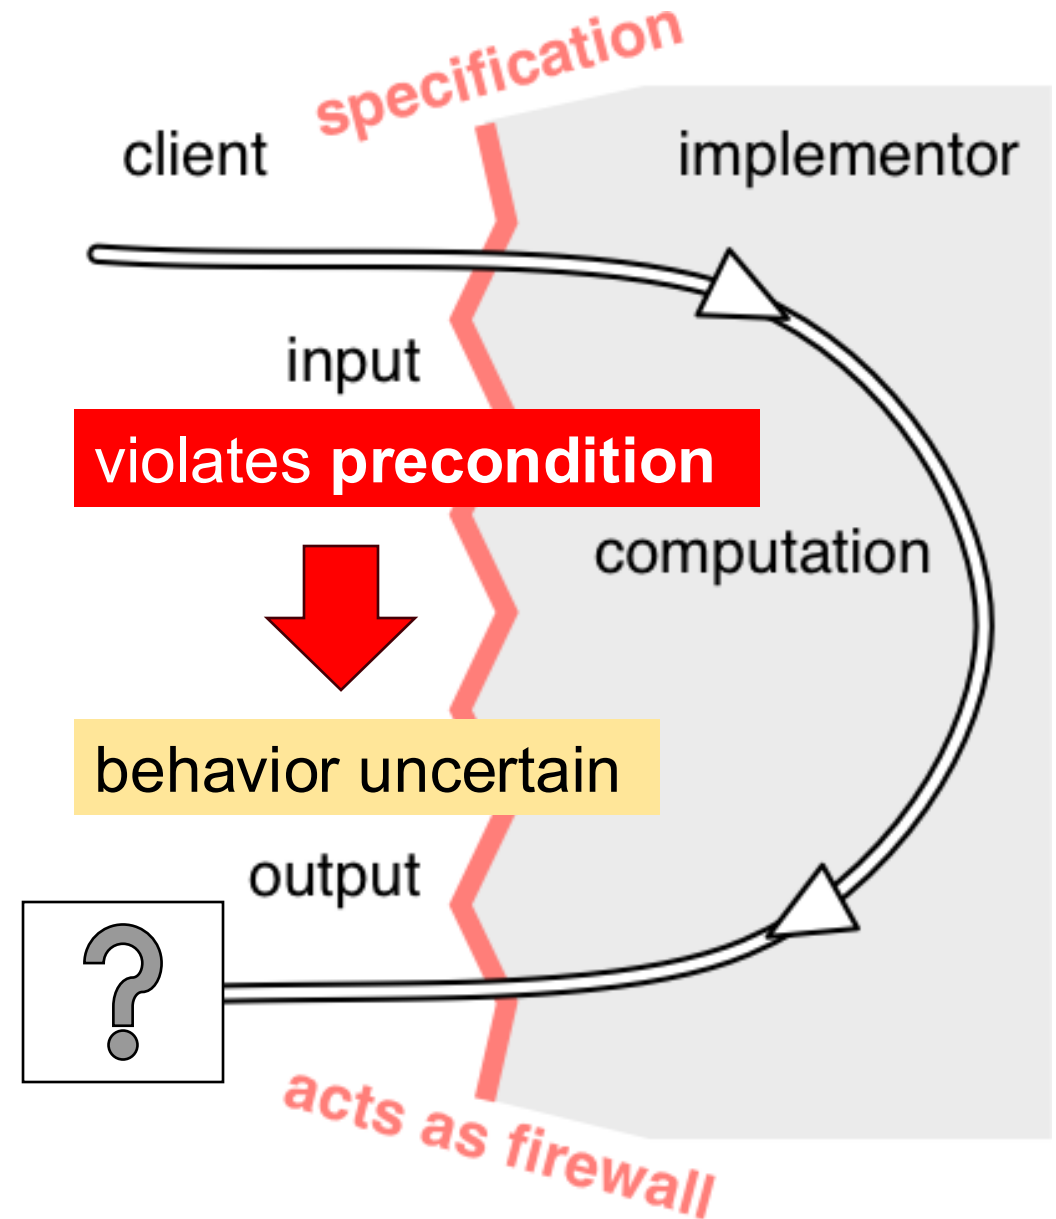 specification
client
implementor
input
violates precondition
computation
behavior uncertain
output
?
acts as firewall